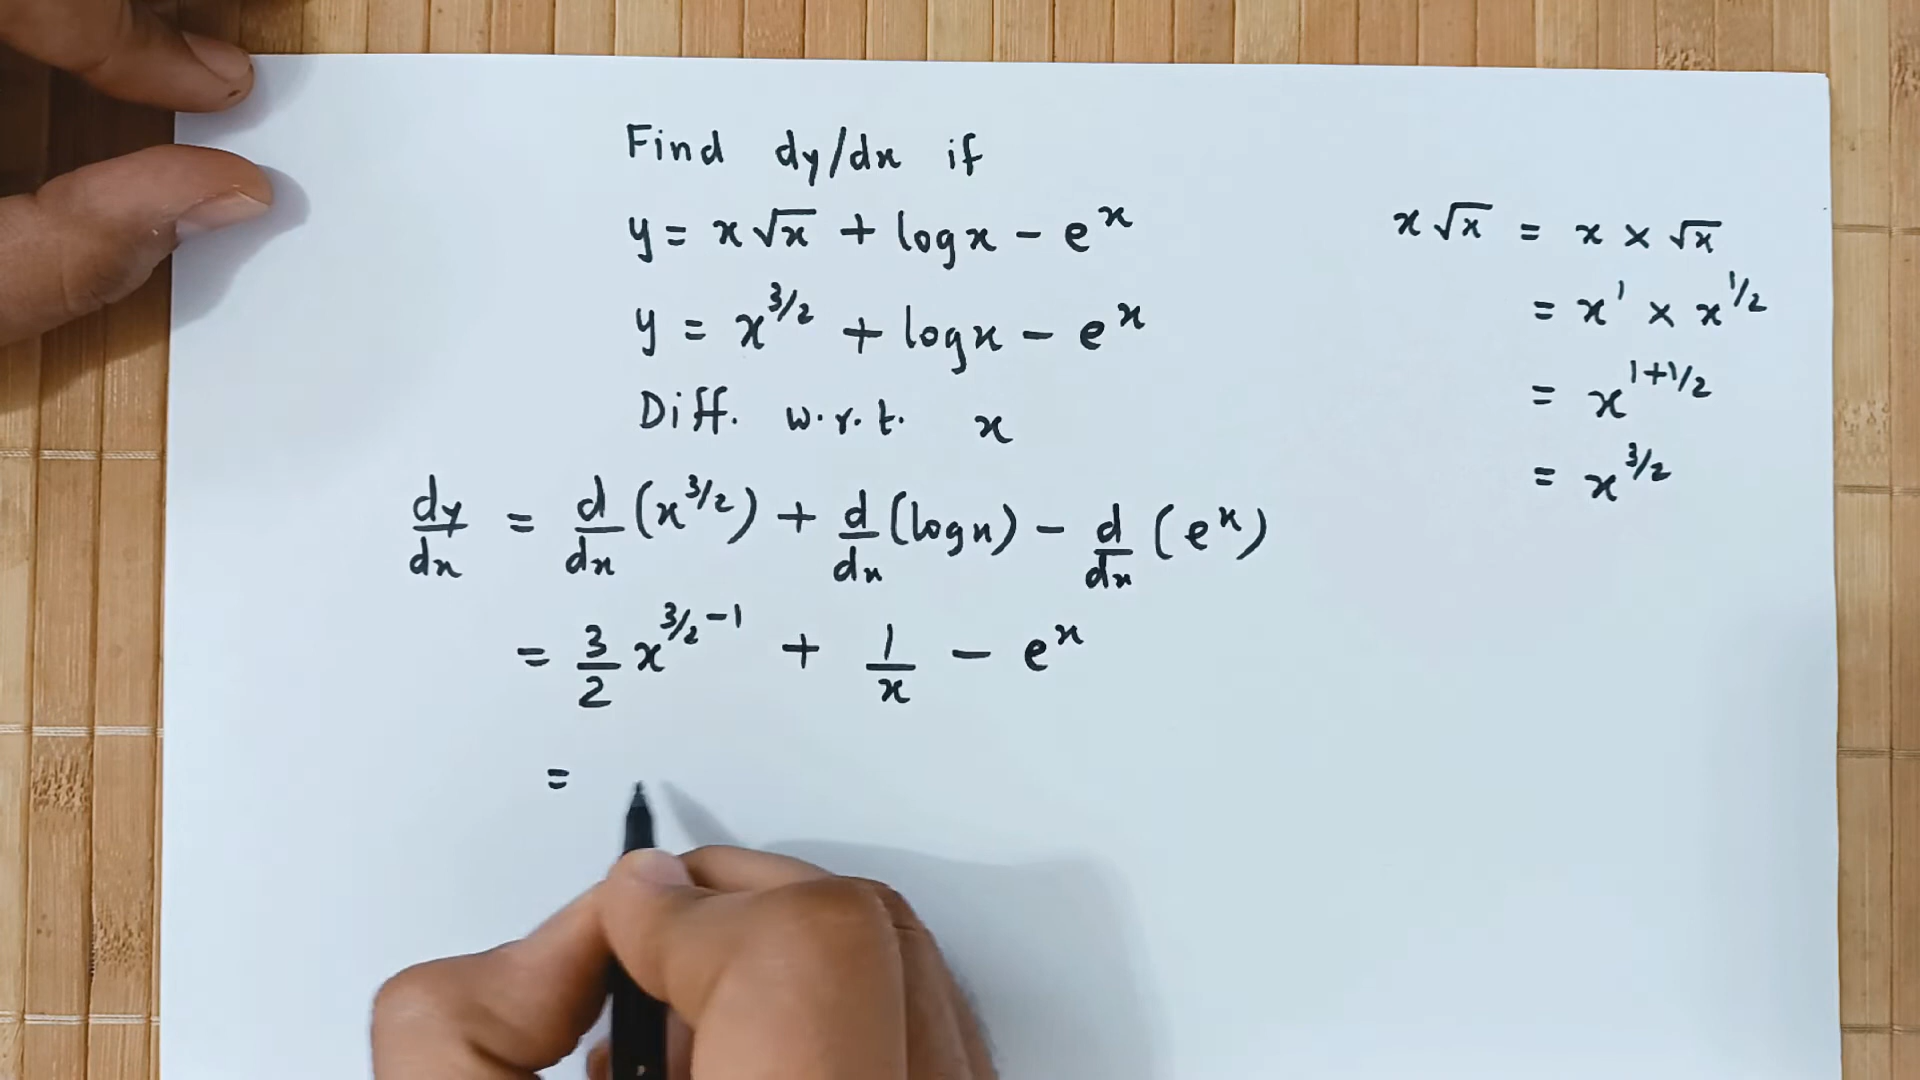 Find dy/dx if
y = x√x + log x - e^x
y = x^3/2 + log x - e^x
Diff. w.r.t. x
dy/dx = d/dx (x^3/2) + d/dx (log x) - d/dx (e^x)
= 3/2 x^3/2-1 + 1/x - e^x
=
x√x = x × √x
= x^1 × x^1/2
= x^1+1/2
= x^3/2